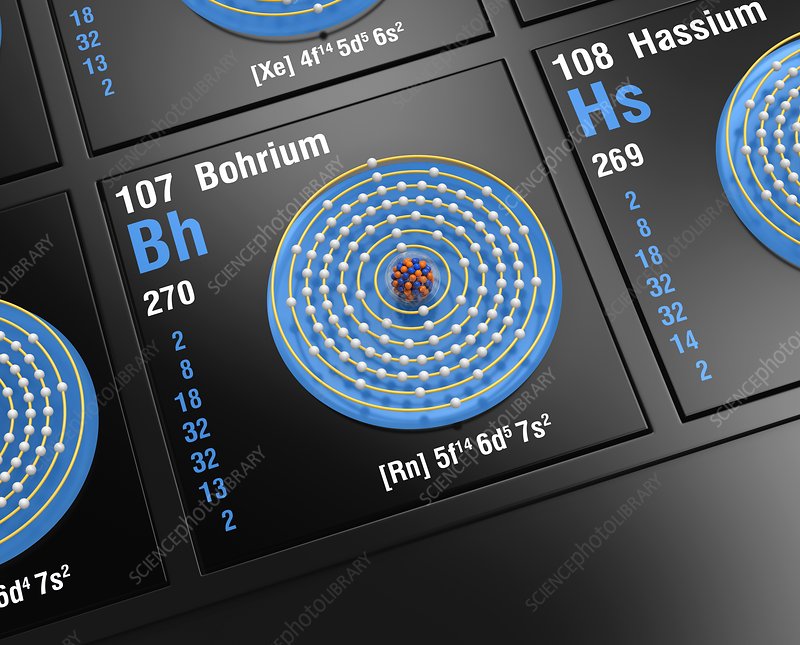 18
32
13
2
[Xe] 4f¹⁴ 5d⁵ 6s²
107 Bohrium
Bh
270
2
8
18
32
32
13
2
[Rn] 5f¹⁴ 6d⁵ 7s²
108 Hassium
Hs
269
2
8
18
32
32
14
2
6d⁴ 7s²
SCIENCEphotoLIBRARY